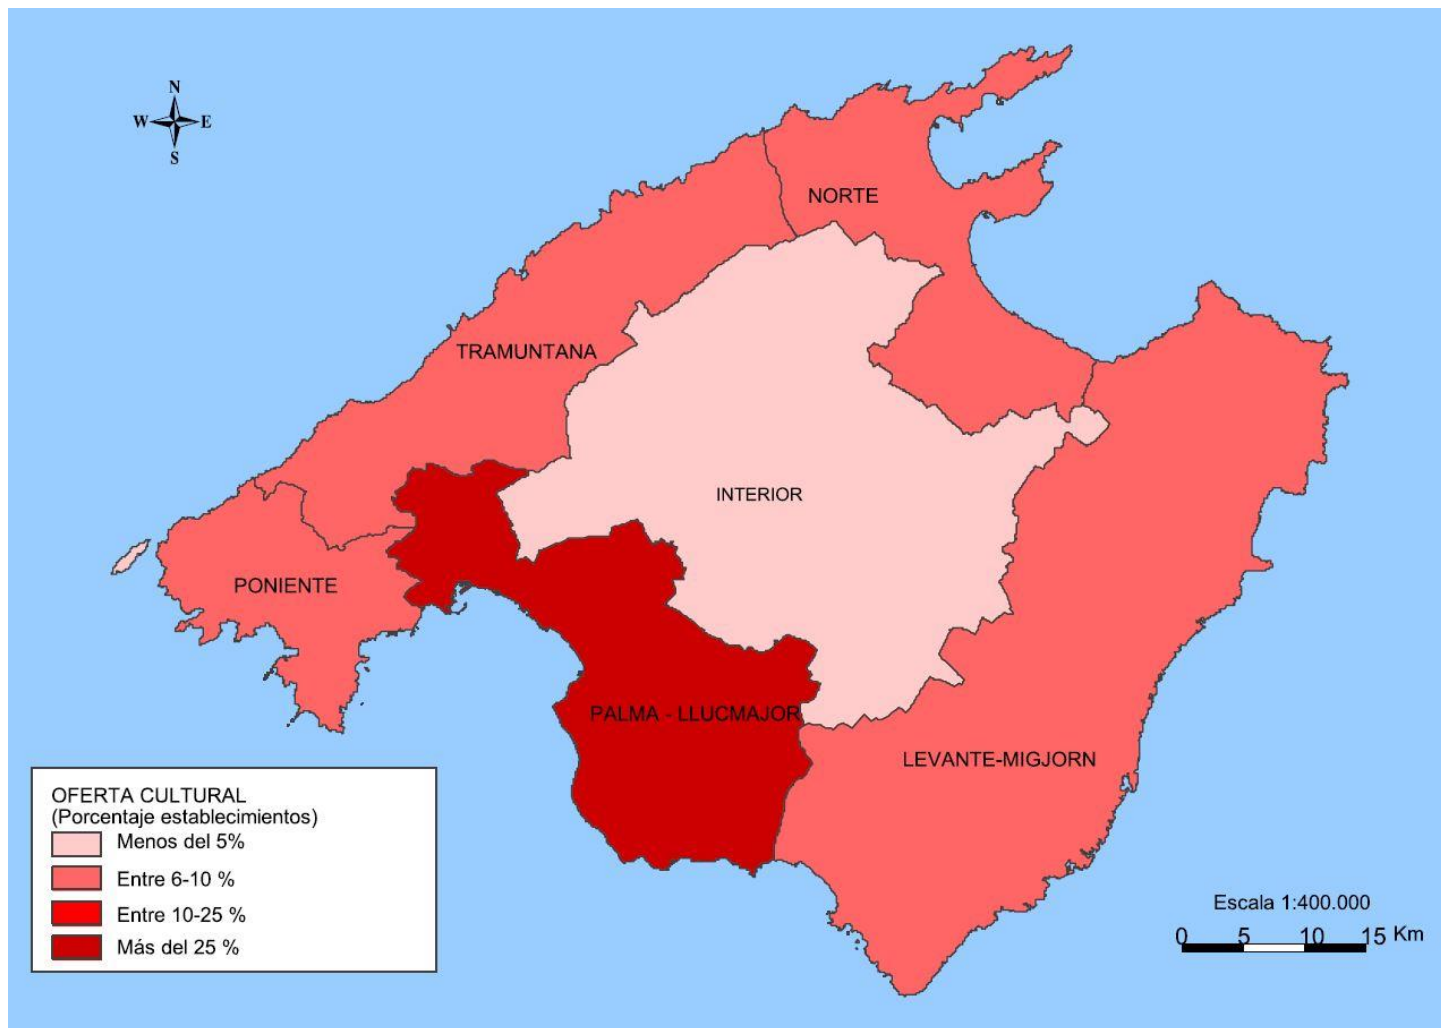 N
W E
S
NORTE
TRAMUNTANA
INTERIOR
PONIENTE
PALMA - LLUCMAJOR
LEVANTE-MIGJORN
OFERTA CULTURAL
(Porcentaje establecimientos)
Menos del 5%
Entre 6-10 %
Entre 10-25 %
Más del 25 %
Escala 1:400.000
0 5 10 15 Km